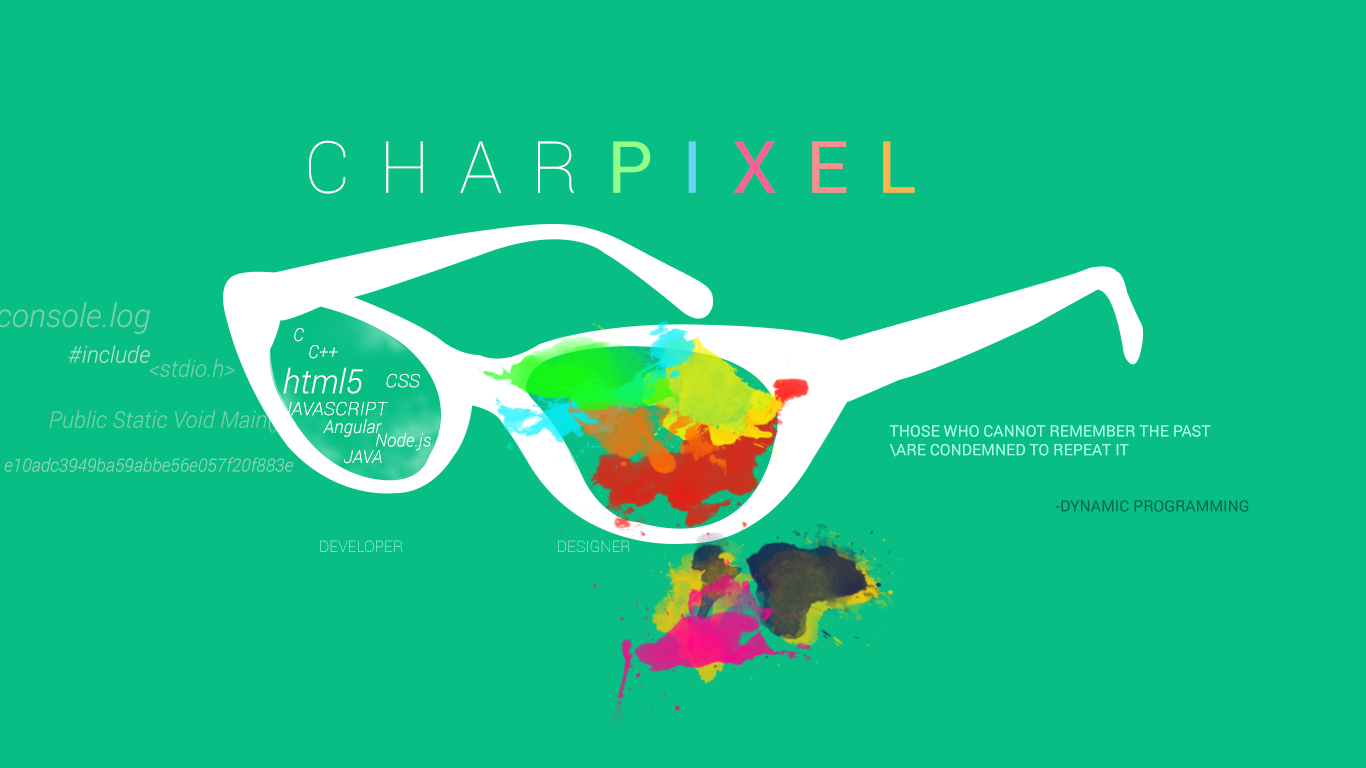 CHARPIXEL
console.log
#include
<stdio.h>
Public Static Void Main(
e10adc3949ba59abbe56e057f20f883e
C
C++
html5
CSS
JAVASCRIPT
Angular
Node.js
JAVA
THOSE WHO CANNOT REMEMBER THE PAST
\ARE CONDEMNED TO REPEAT IT
-DYNAMIC PROGRAMMING
DEVELOPER
DESIGNER